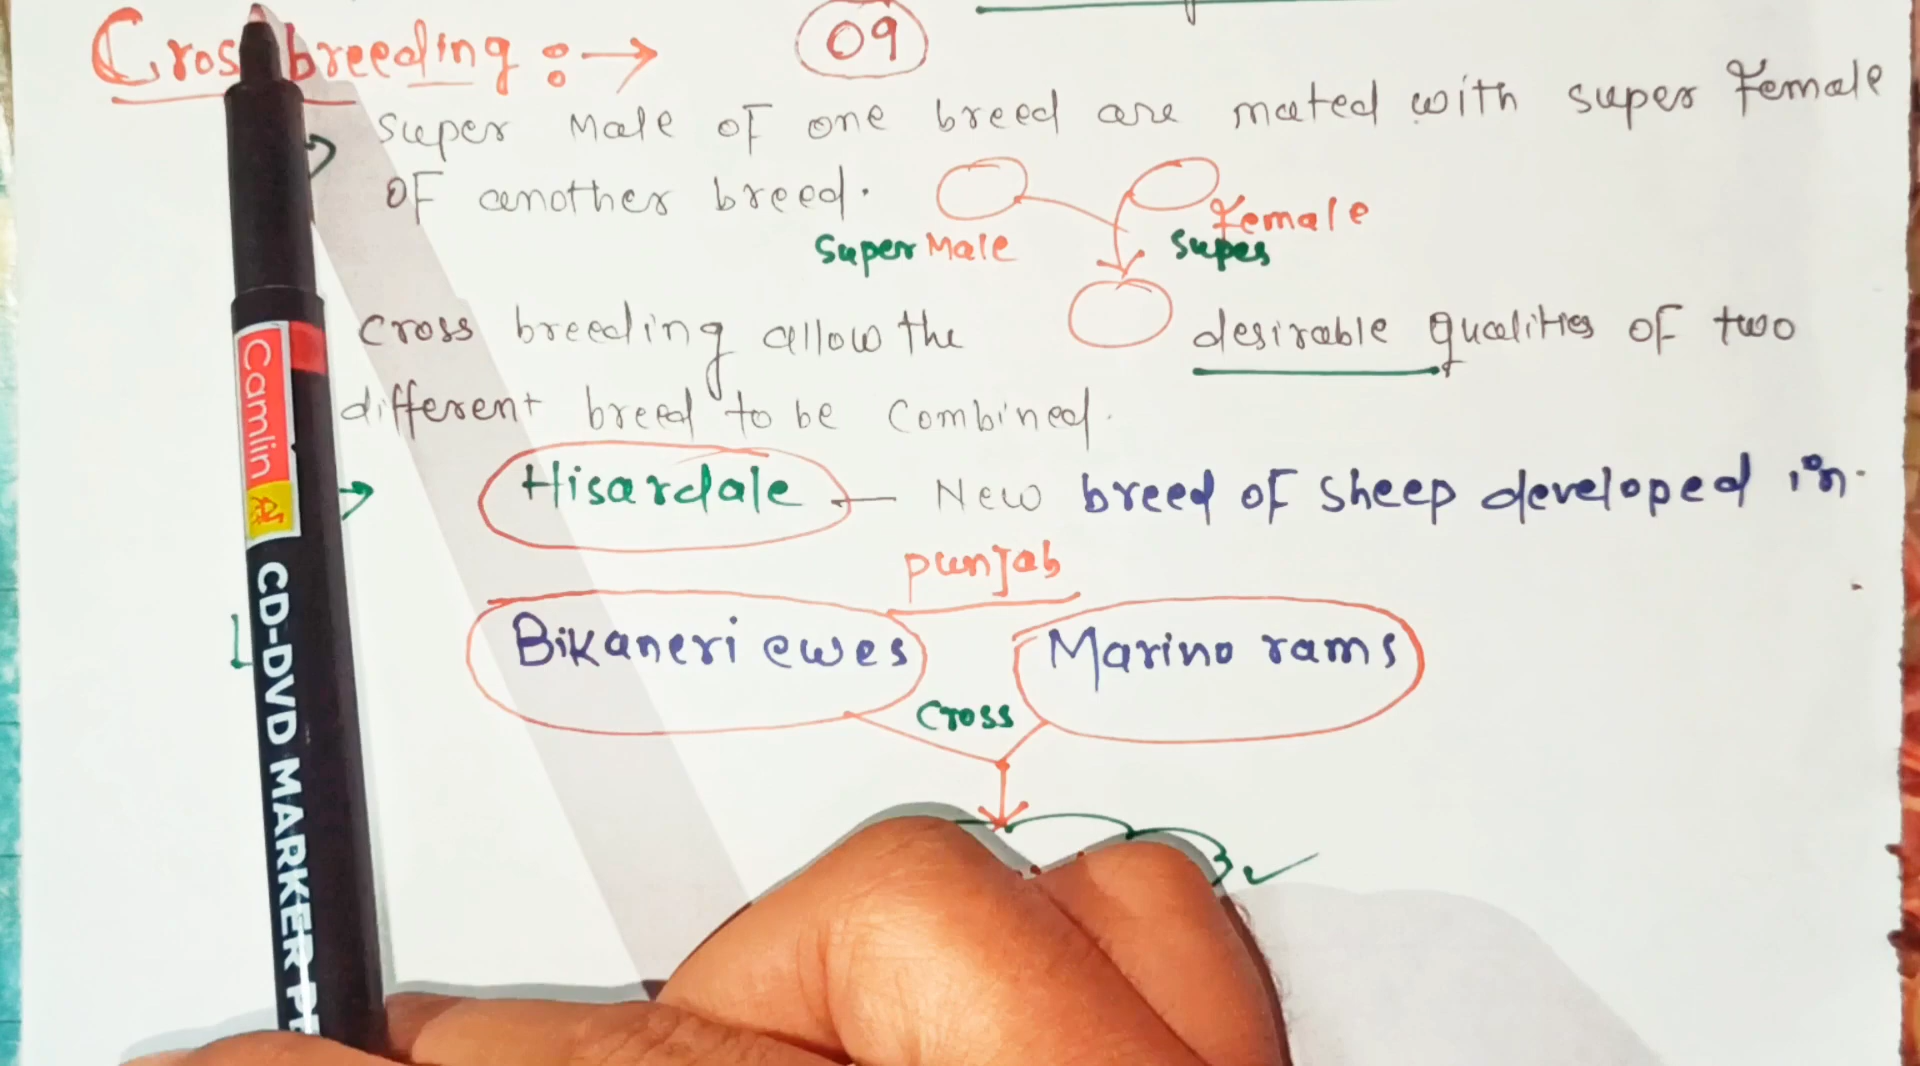 Cross breeding :→ 09
super male of one breed are mated with super female
of another breed.
Female
Super Male Super
cross breeding allow the desirable qualities of two
different breed to be combined.
→ Hisardale — New breed of sheep developed in
punjab
Bikaneri ewes Marino rams
cross
Camlin
CD-DVD MARKER PE